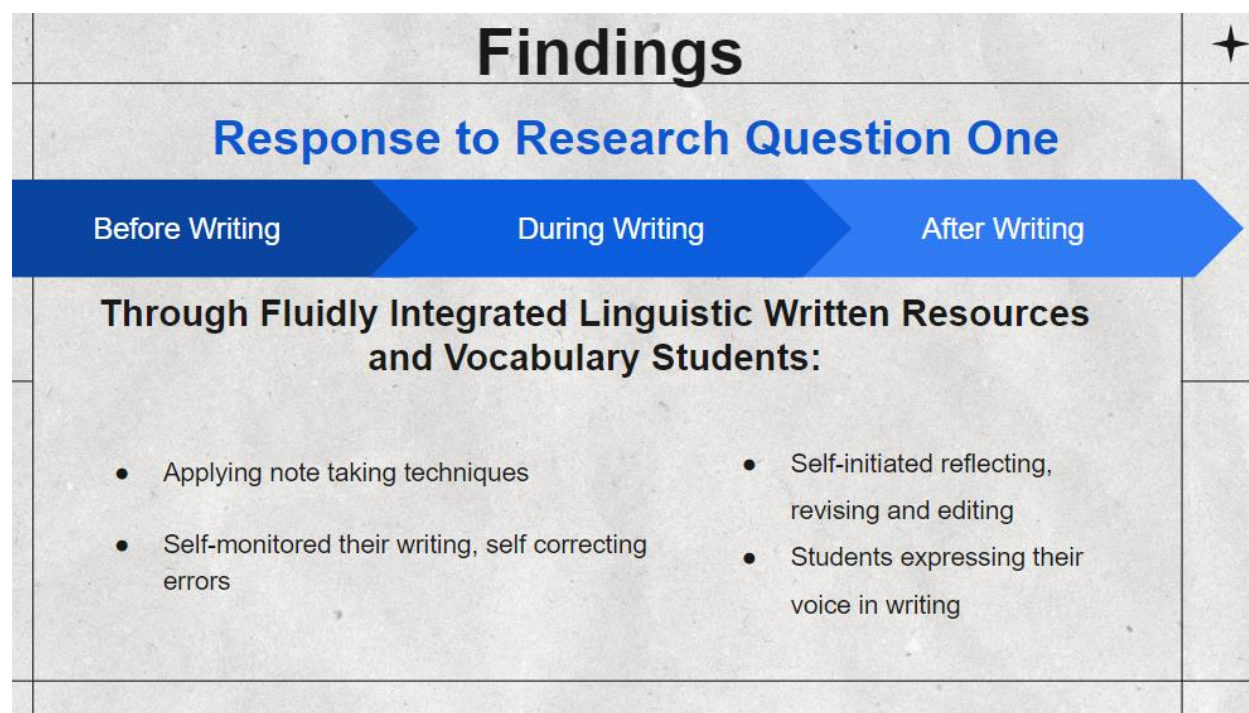 Findings
Response to Research Question One
Before Writing
During Writing
After Writing
Through Fluidly Integrated Linguistic Written Resources
and Vocabulary Students:
● Applying note taking techniques
● Self-monitored their writing, self correcting
errors
● Self-initiated reflecting,
revising and editing
● Students expressing their
voice in writing